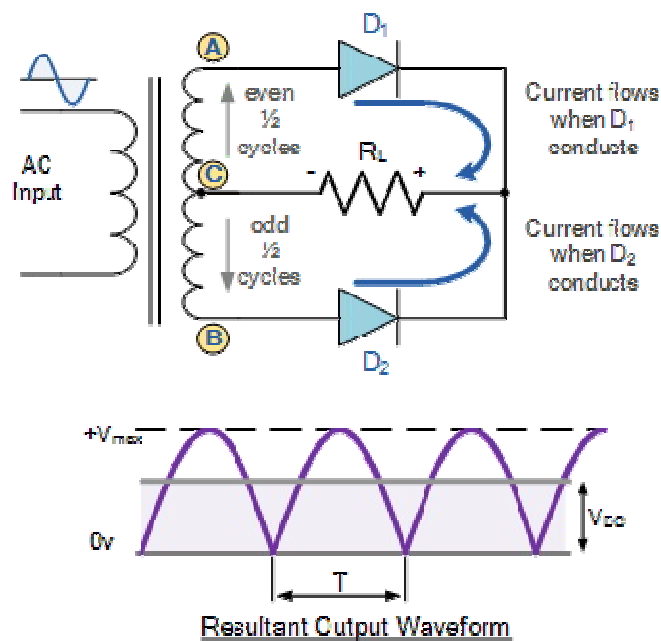 A
D1
even
½
cycles
Current flows
when D1
conducts
AC
Input
C
- RL +
odd
½
cycles
Current flows
when D2
conducts
B
D2
+Vmax
0v
VDC
T
Resultant Output Waveform